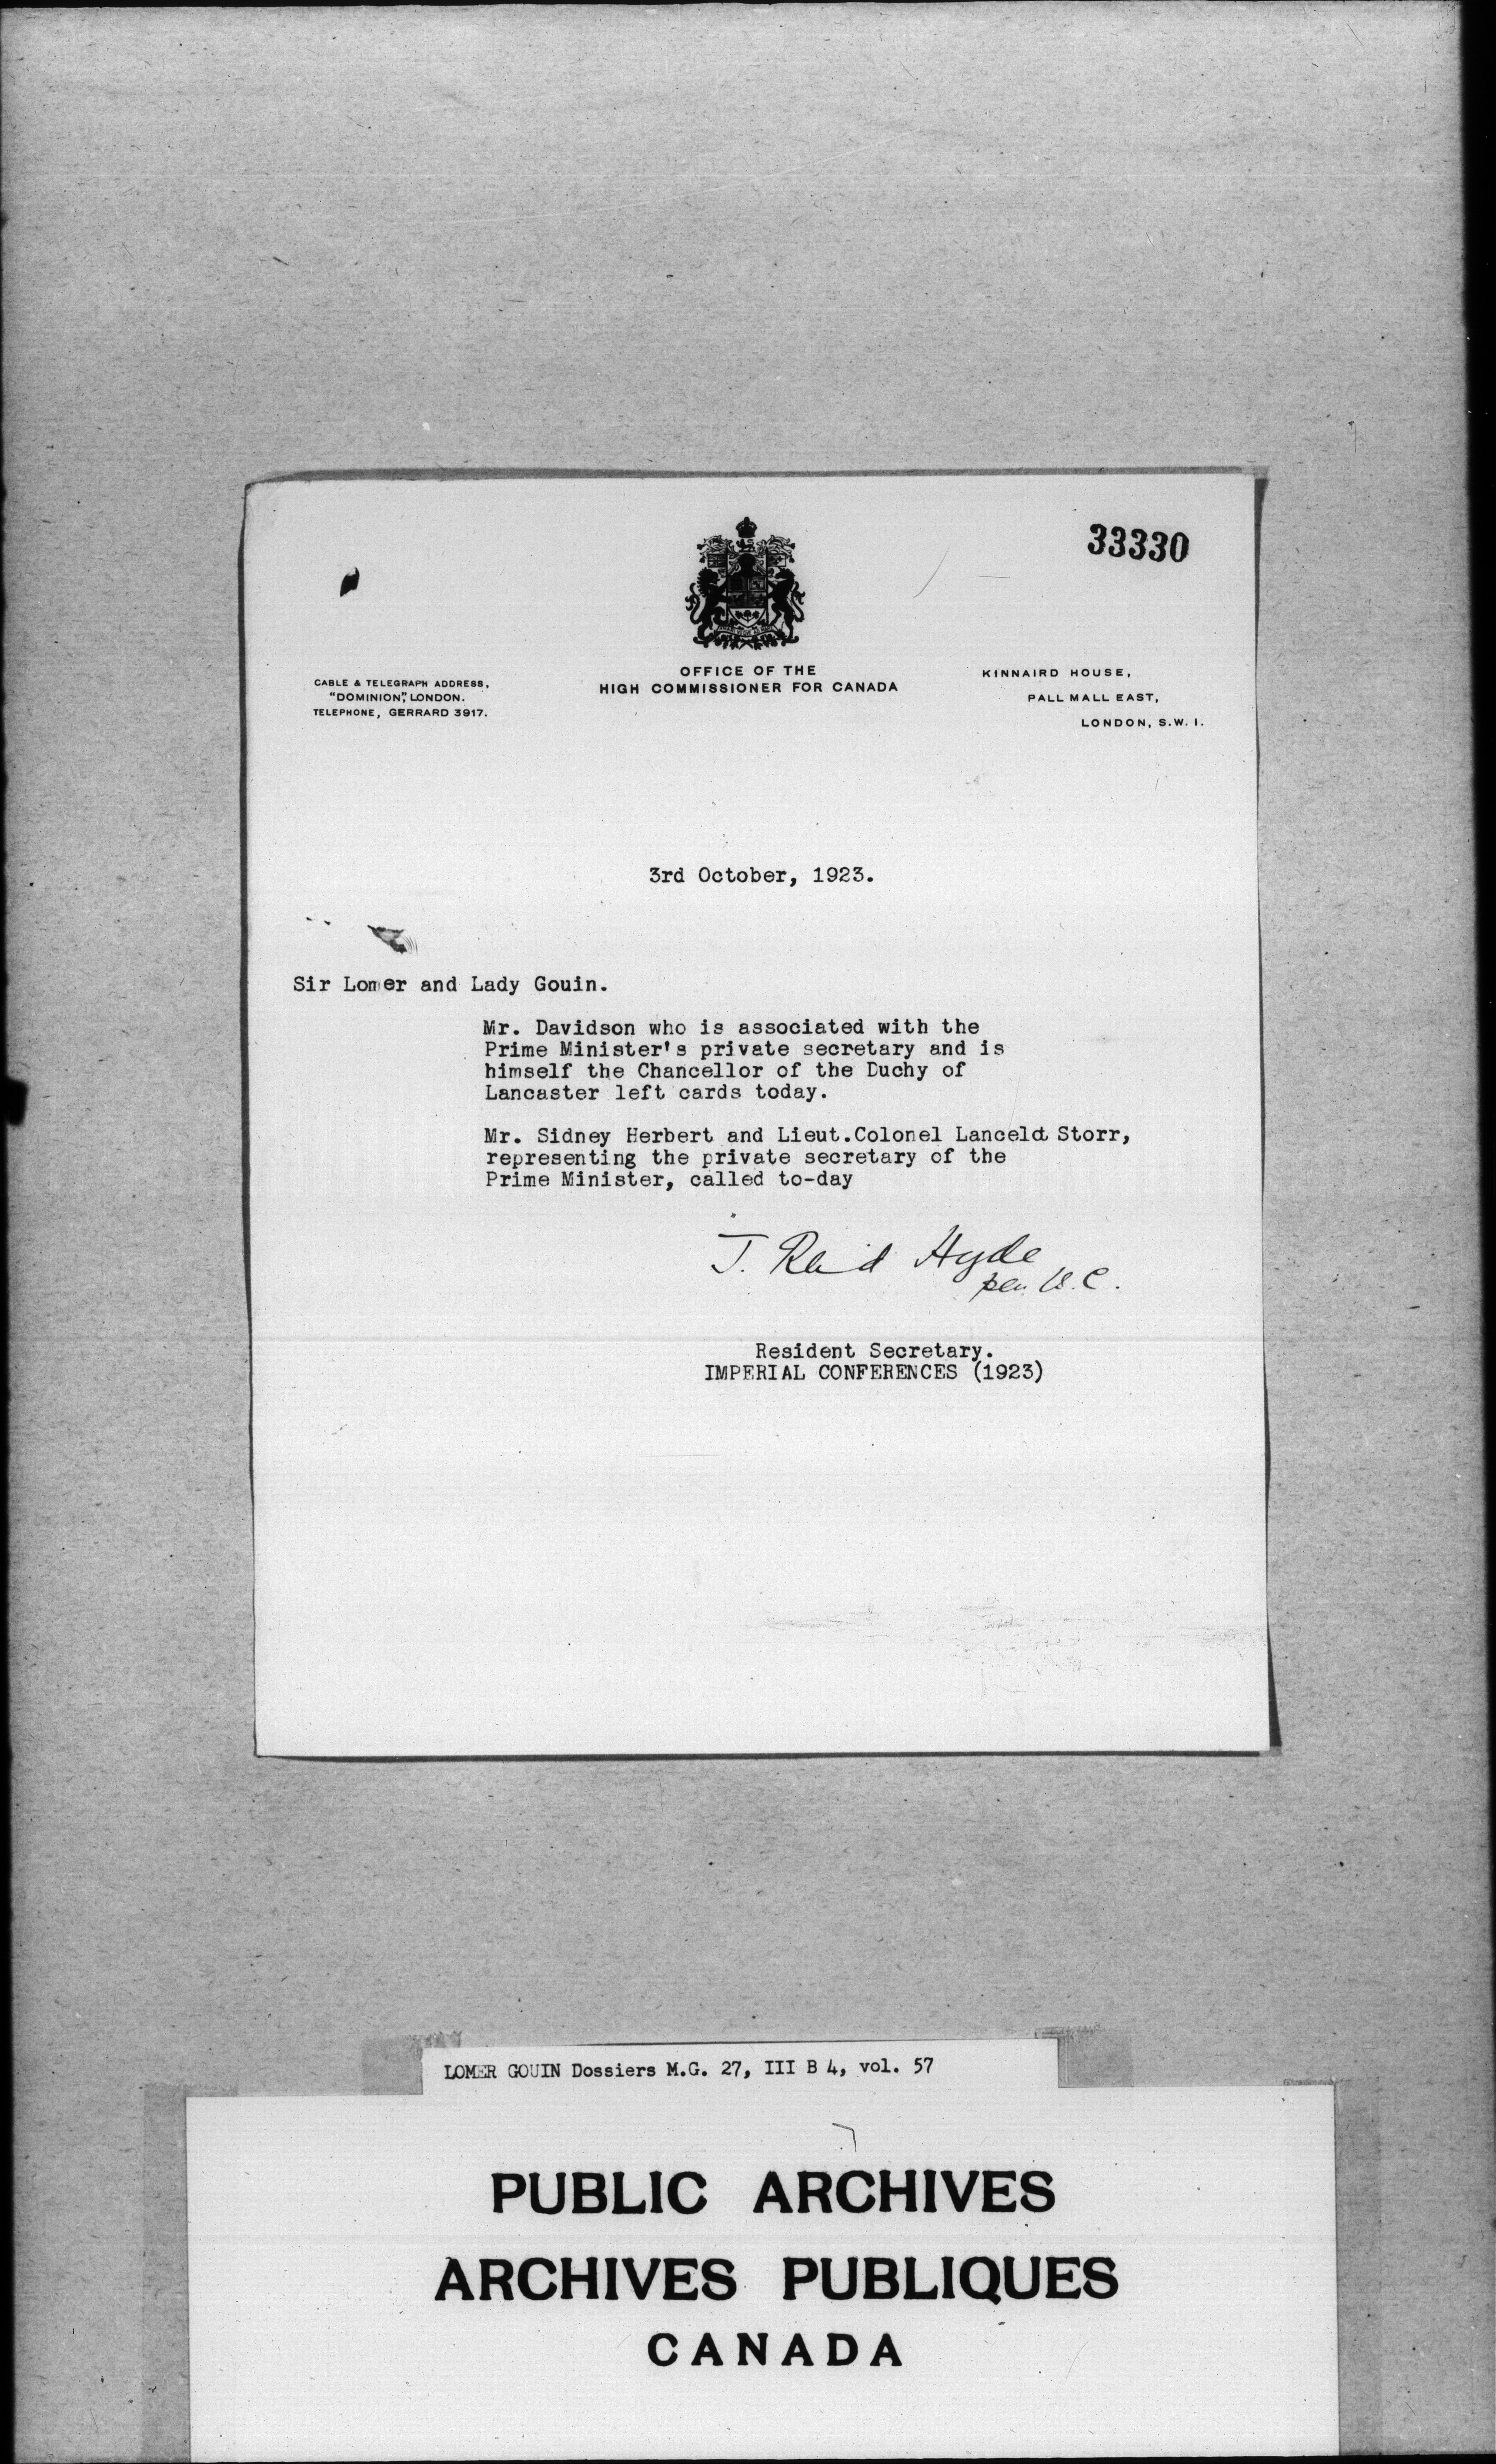 33330
OFFICE OF THE
HIGH COMMISSIONER FOR CANADA
CABLE & TELEGRAPH ADDRESS,
"DOMINION", LONDON.
TELEPHONE, GERRARD 3917.
KINNAIRD HOUSE,
PALL MALL EAST,
LONDON, S.W. 1.
3rd October, 1923.
Sir Lomer and Lady Gouin.
Mr. Davidson who is associated with the
Prime Minister's private secretary and is
himself the Chancellor of the Duchy of
Lancaster left cards today.
Mr. Sidney Herbert and Lieut.Colonel Lancelot Storr,
representing the private secretary of the
Prime Minister, called to-day
J. Reid Hyde
per
Resident Secretary.
IMPERIAL CONFERENCES (1923)
LOMER GOUIN Dossiers M.G. 27, III B 4, vol. 57
PUBLIC ARCHIVES
ARCHIVES PUBLIQUES
CANADA